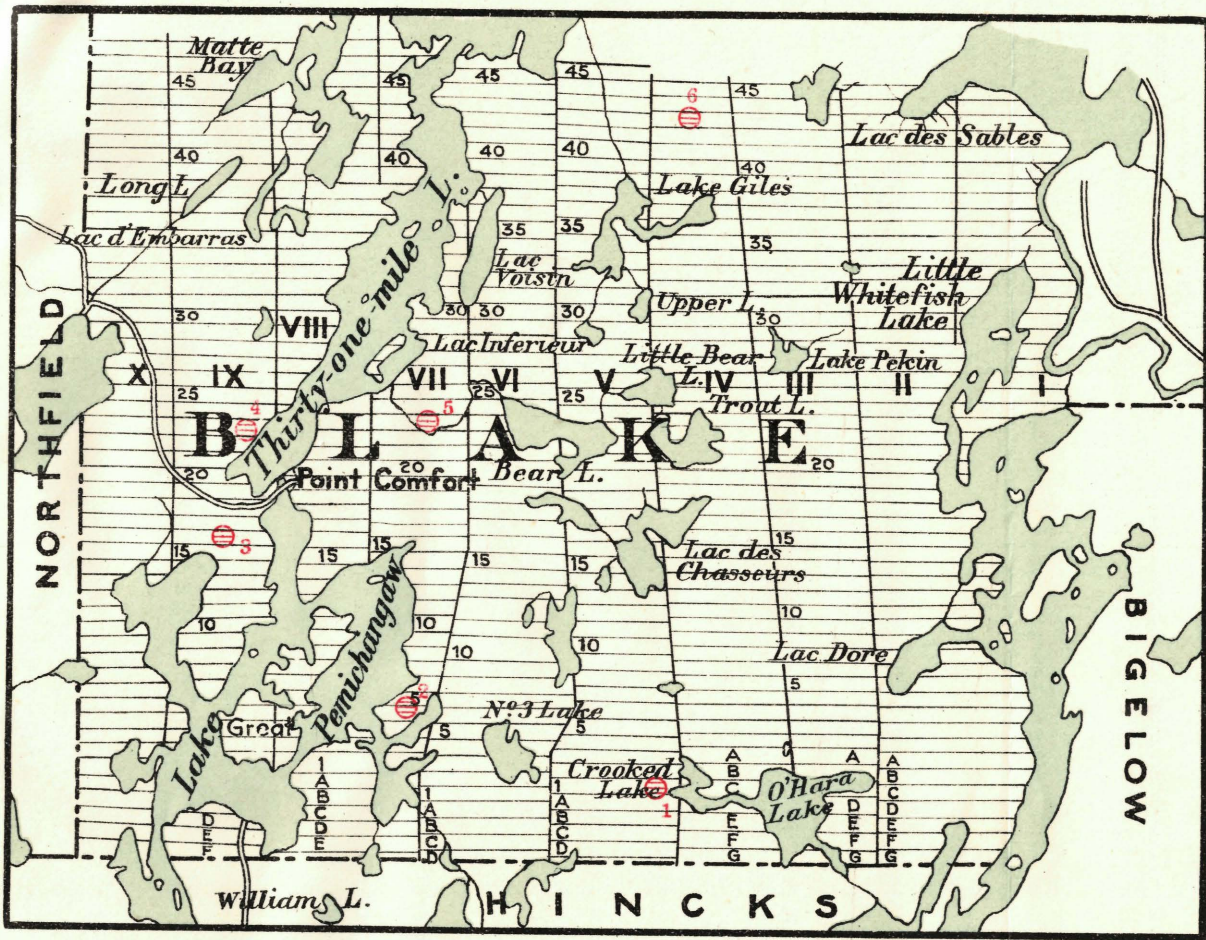 Matte
Bay
45
45
45
45
6
45
Lac des Sables
40
40
40
40
40
Long L
Lake Giles
Lac d'Embarras
35
35
35
Lac
Voisin
Thirty-one-mile L.
Little
Whitefish
Lake
Upper L.
30
30
30
30
30
VIII
Lac Inferieur
Little Bear
L.
Lake Pekin
X
IX
VII
VI
V
IV
III
II
I
25
25
25
Trout L.
4
5
BLAKE
NORTHFIELD
20
20
20
Point Comfort
Bear L.
3
15
15
15
15
15
15
Lac des
Chasseurs
10
10
10
10
10
Lac Dore
BIGELOW
Pemichangaw
5
2
5
5
5
No. 3 Lake
Great
Lake
Crooked
Lake
1
O'Hara
Lake
D
E
F
1
A
B
C
D
E
1
A
B
C
D
1
A
B
C
D
A
B
C
E
F
G
A
D
E
F
G
A
B
C
D
E
F
G
William L.
HINCKS